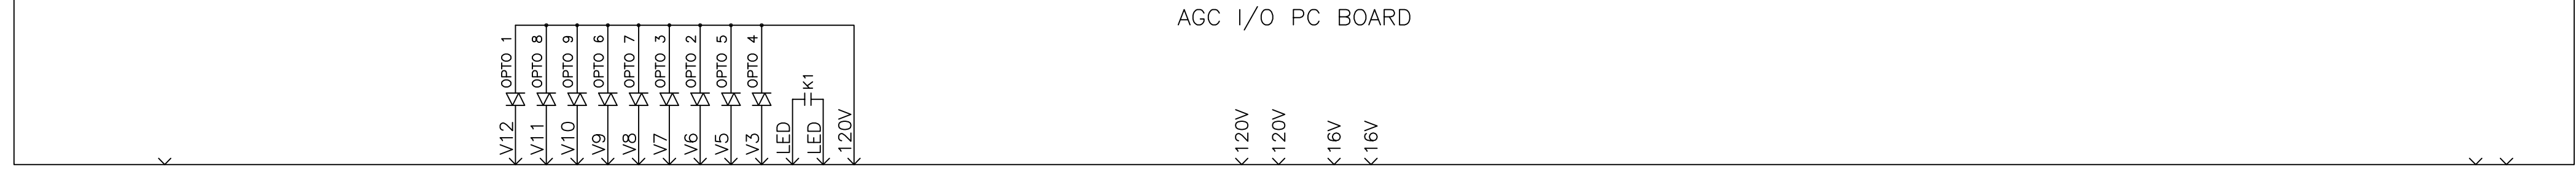 AGC I/O PC BOARD
OPTO 1
OPTO 8
OPTO 9
OPTO 6
OPTO 7
OPTO 3
OPTO 2
OPTO 5
OPTO 4
K1
V12
V11
V10
V9
V8
V7
V6
V5
V3
LED
LED
120V
120V
120V
16V
16V